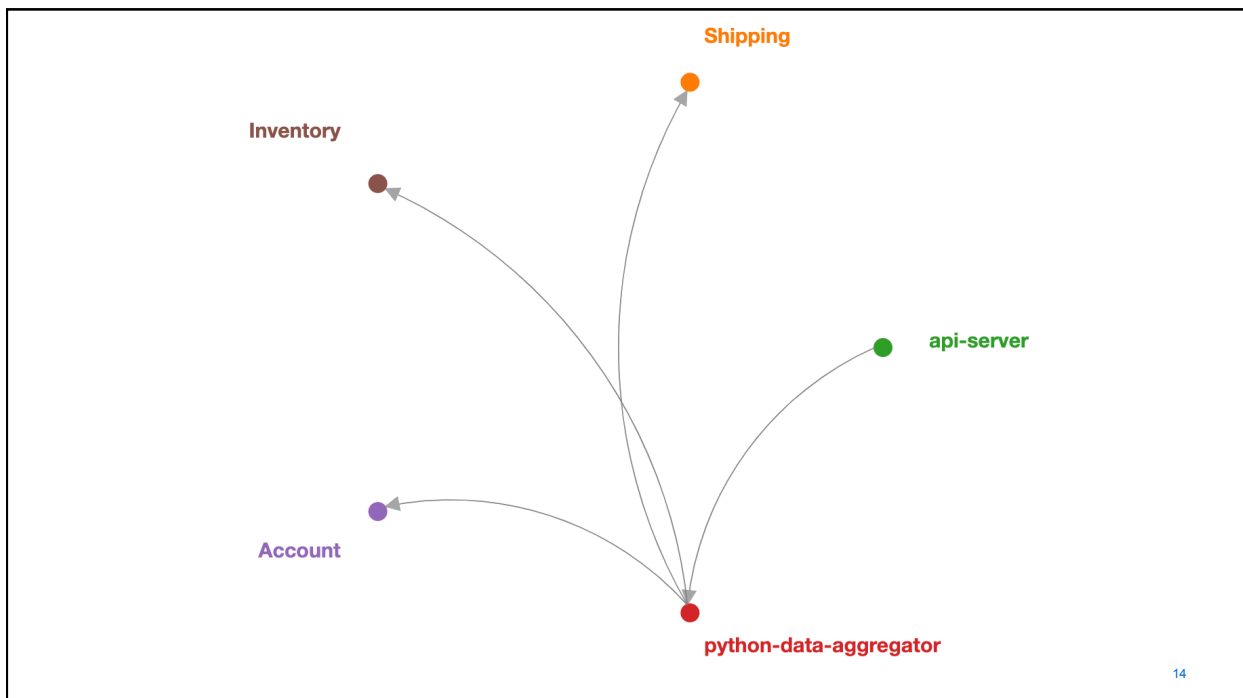 Shipping
Inventory
api-server
Account
python-data-aggregator
14